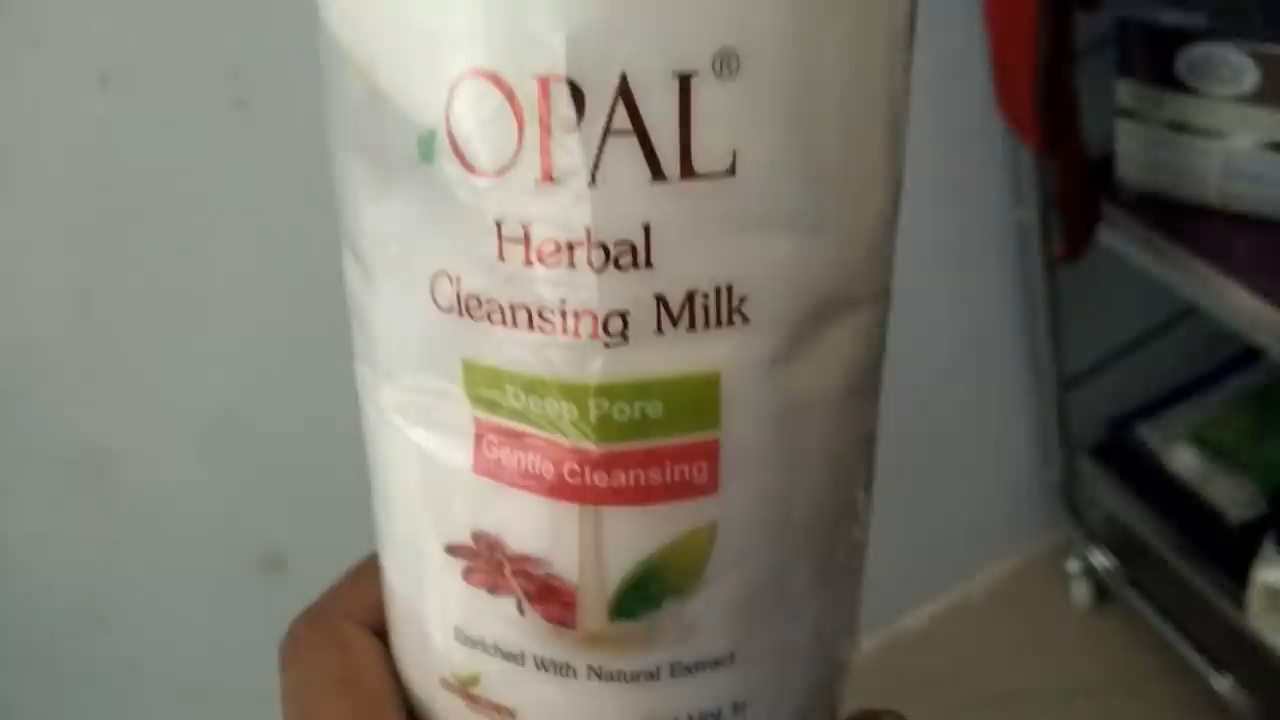 OPAL®
Herbal
Cleansing Milk
Deep Pore
Gentle Cleansing
Enriched With Natural Extract